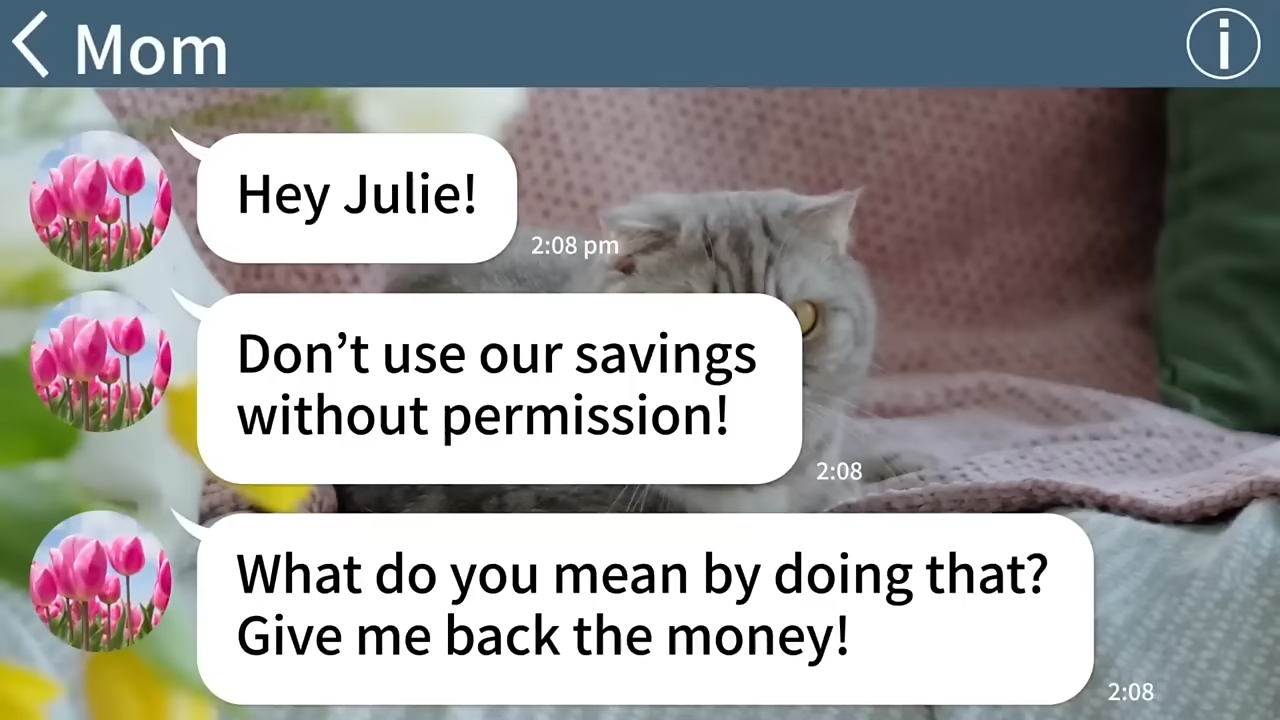 Mom
Hey Julie!
2:08 pm
Don’t use our savings
without permission!
2:08
What do you mean by doing that?
Give me back the money!
2:08